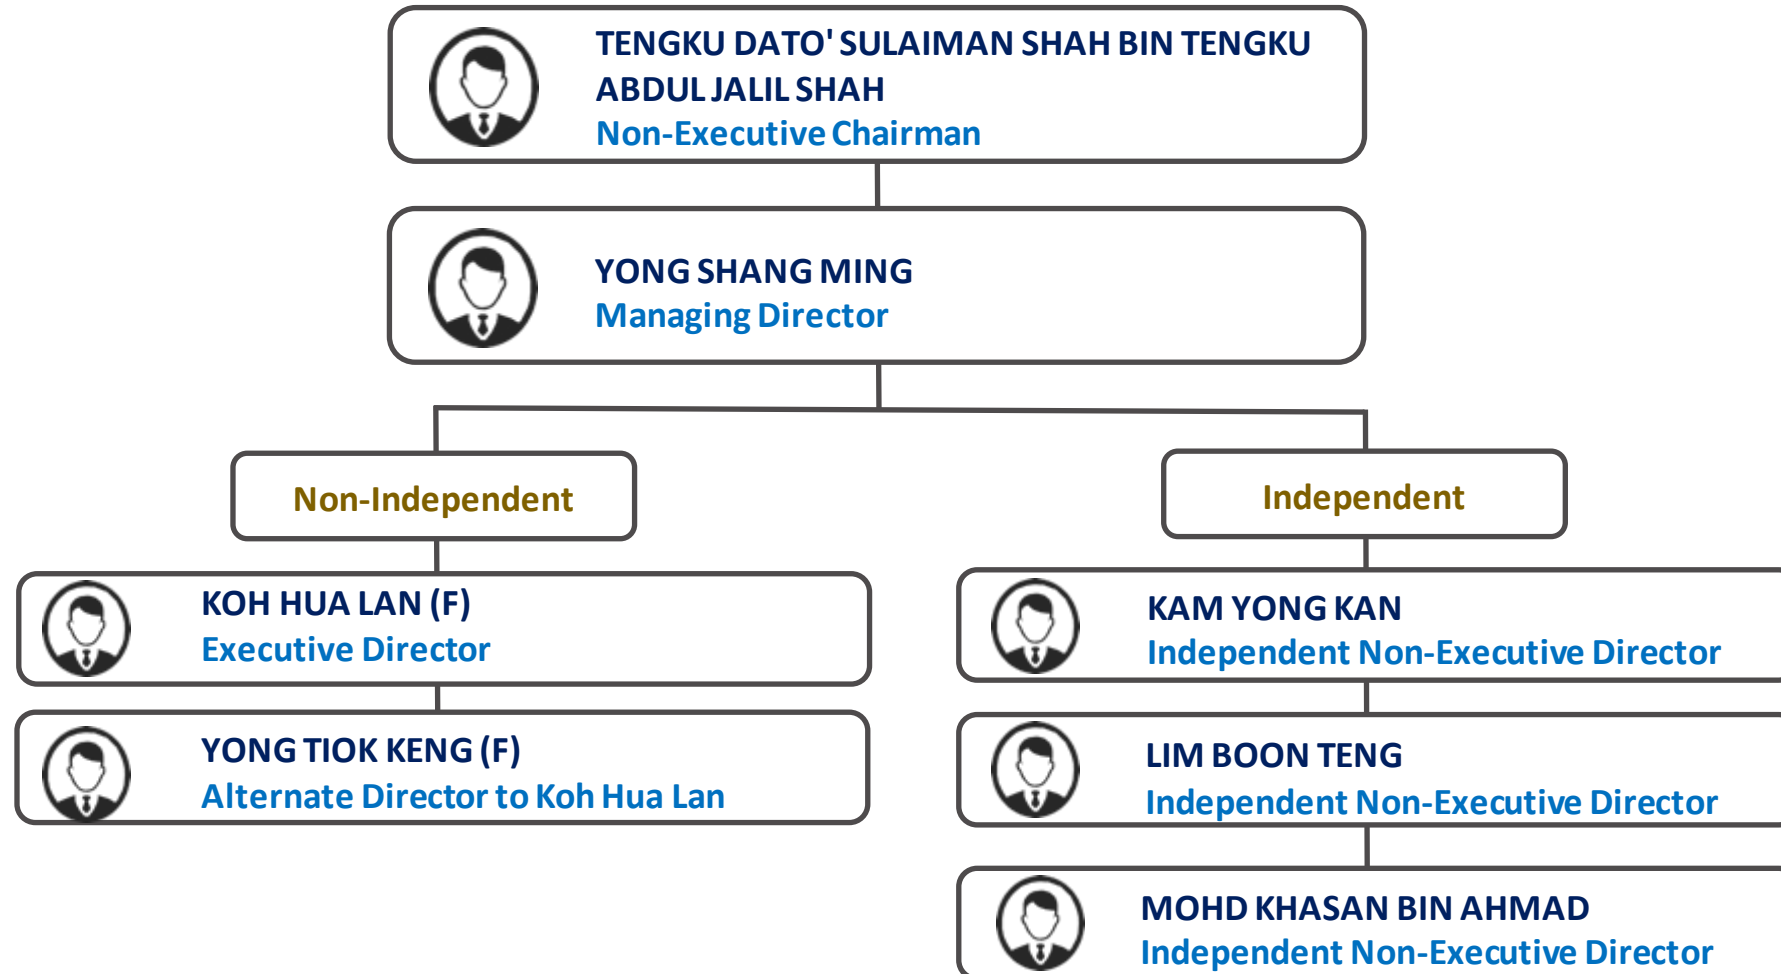 TENGKU DATO' SULAIMAN SHAH BIN TENGKU
ABDUL JALIL SHAH
Non-Executive Chairman
YONG SHANG MING
Managing Director
Non-Independent
KOH HUA LAN (F)
Executive Director
YONG TIOK KENG (F)
Alternate Director to Koh Hua Lan
Independent
KAM YONG KAN
Independent Non-Executive Director
LIM BOON TENG
Independent Non-Executive Director
MOHD KHASAN BIN AHMAD
Independent Non-Executive Director